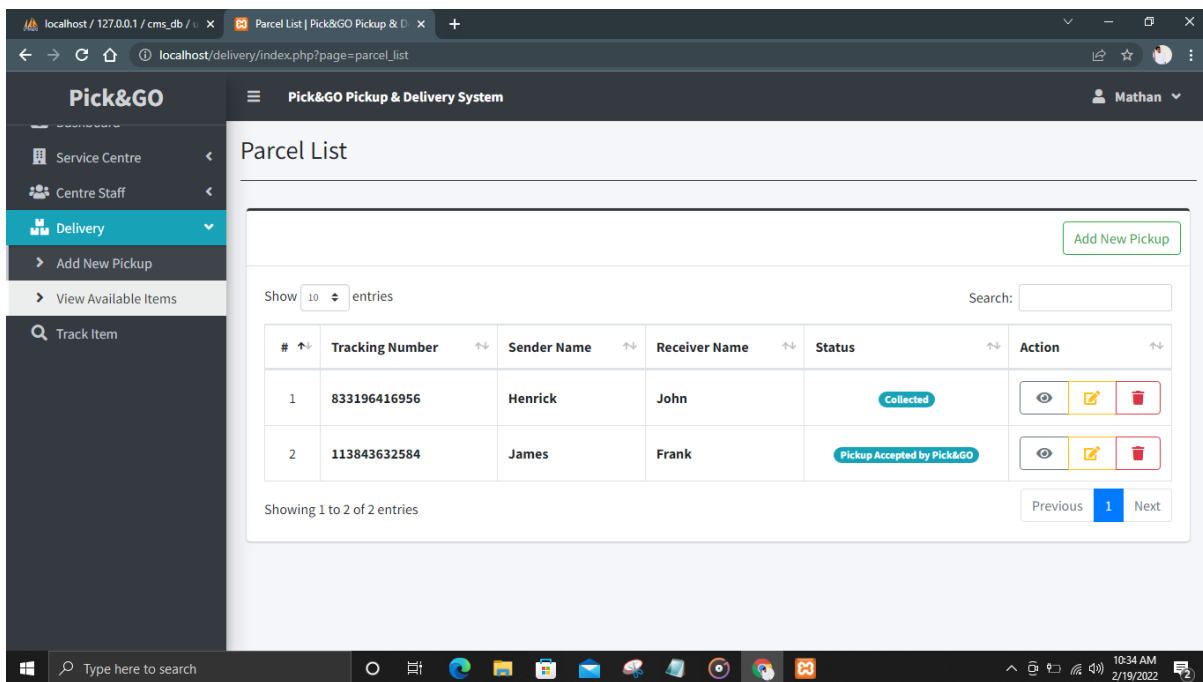 localhost / 127.0.0.1 / cms_db / u
Parcel List | Pick&GO Pickup & D
localhost/delivery/index.php?page=parcel_list
Pick&GO
Pick&GO Pickup & Delivery System
Mathan
Dashboard
Service Centre
Centre Staff
Delivery
Add New Pickup
View Available Items
Track Item
Parcel List
Add New Pickup
Show 10 entries
Search:
# Tracking Number Sender Name Receiver Name Status Action
1 833196416956 Henrick John Collected
2 113843632584 James Frank Pickup Accepted by Pick&GO
Showing 1 to 2 of 2 entries
Previous 1 Next
Type here to search
10:34 AM
2/19/2022
2